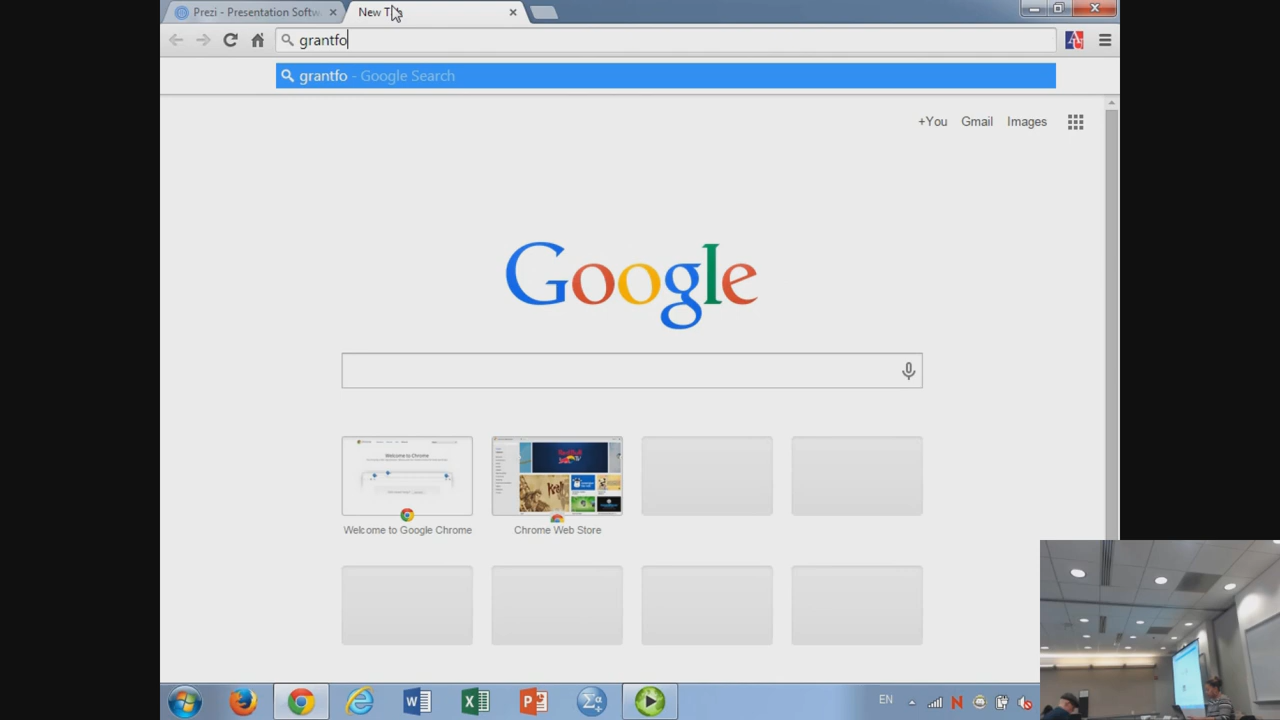 Prezi - Presentation Softw
New T
grantfo
grantfo - Google Search
+You Gmail Images
Google
Welcome to Google Chrome
Chrome Web Store
EN